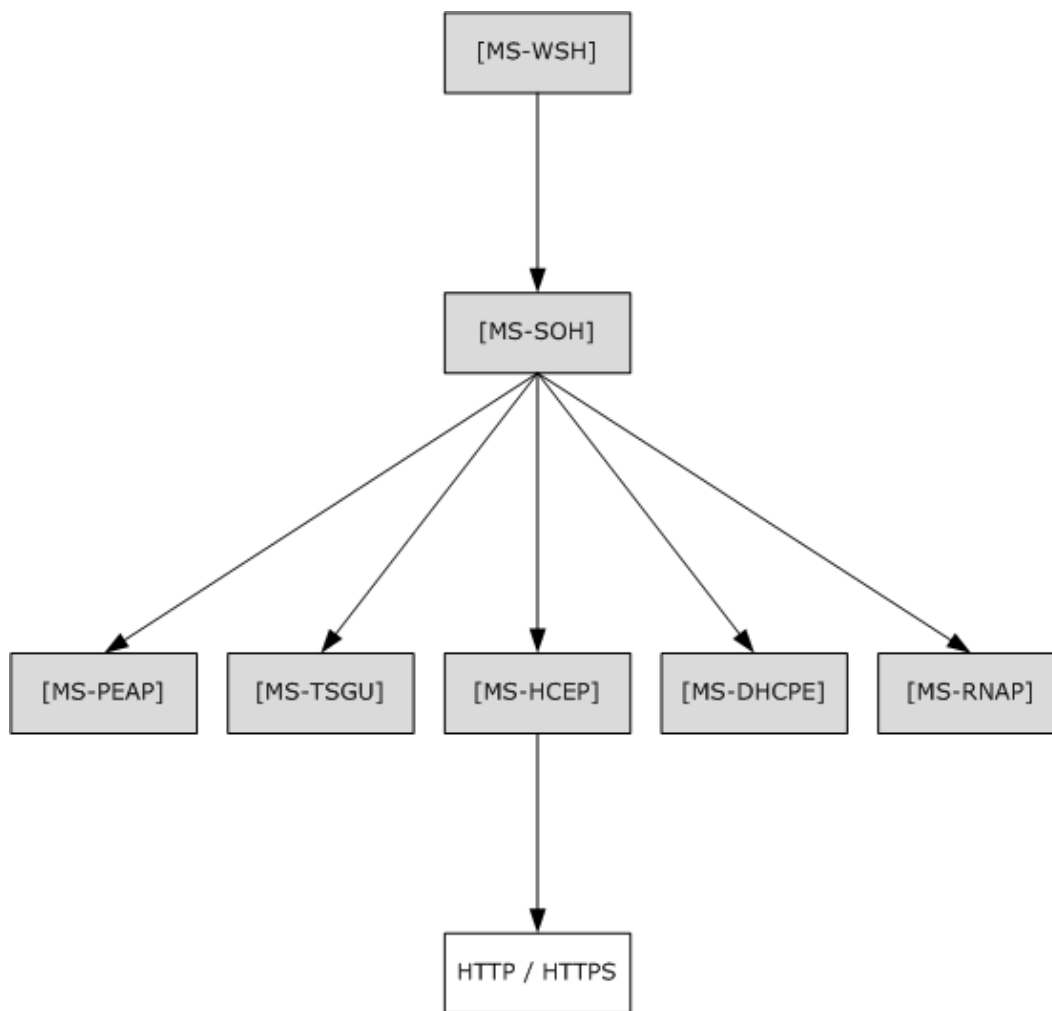 [MS-WSH]
[MS-SOH]
[MS-PEAP]
[MS-TSGU]
[MS-HCEP]
[MS-DHCPE]
[MS-RNAP]
HTTP / HTTPS